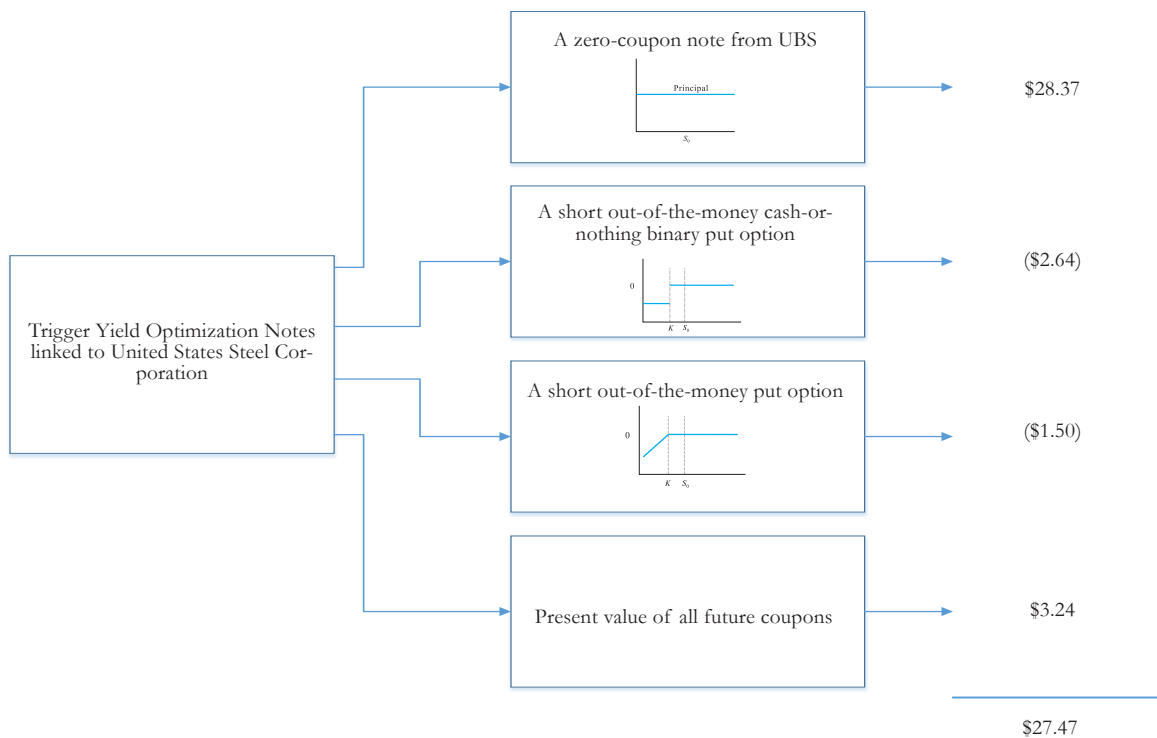 A zero-coupon note from UBS
Principal
S0
$28.37
A short out-of-the-money cash-or-
nothing binary put option
0
K S0
($2.64)
Trigger Yield Optimization Notes
linked to United States Steel Cor-
poration
A short out-of-the-money put option
0
K S0
($1.50)
Present value of all future coupons
$3.24
$27.47